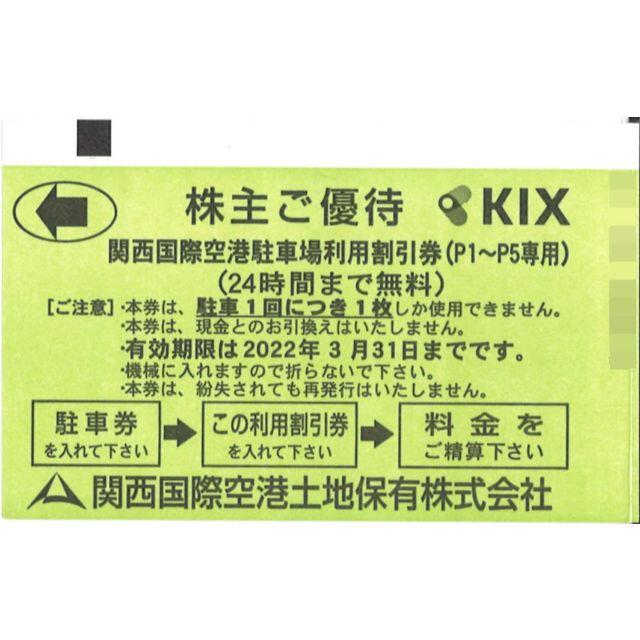 株主ご優待 KIX
関西国際空港駐車場利用割引券(P1〜P5専用)
(24時間まで無料)
[ご注意]・本券は、駐車1回につき1枚しか使用できません。
・本券は、現金とのお引換えはいたしません。
・有効期限は2022年3月31日までです。
・機械に入れますので折らないで下さい。
・本券は、紛失されても再発行はいたしません。
駐車券
を入れて下さい
この利用割引券
を入れて下さい
料金を
ご精算下さい
関西国際空港土地保有株式会社